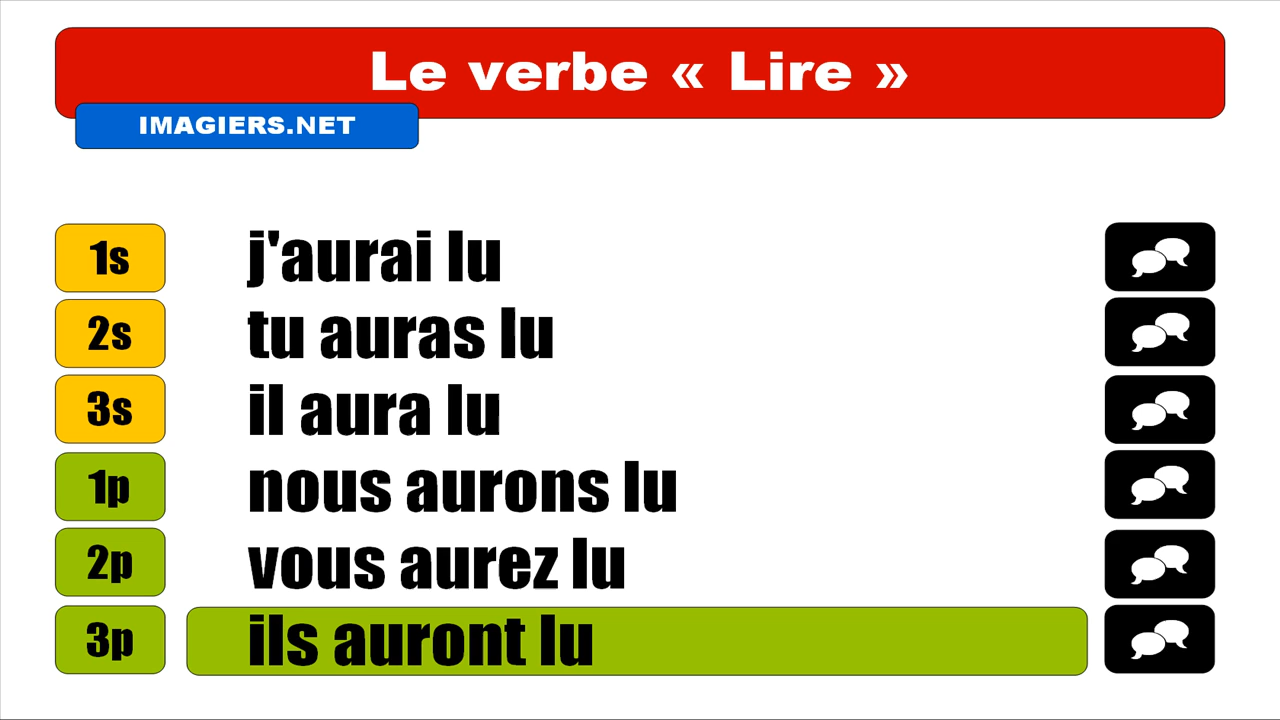 Le verbe « Lire »
IMAGIERS.NET
1s j'aurai lu
2s tu auras lu
3s il aura lu
1p nous aurons lu
2p vous aurez lu
3p ils auront lu